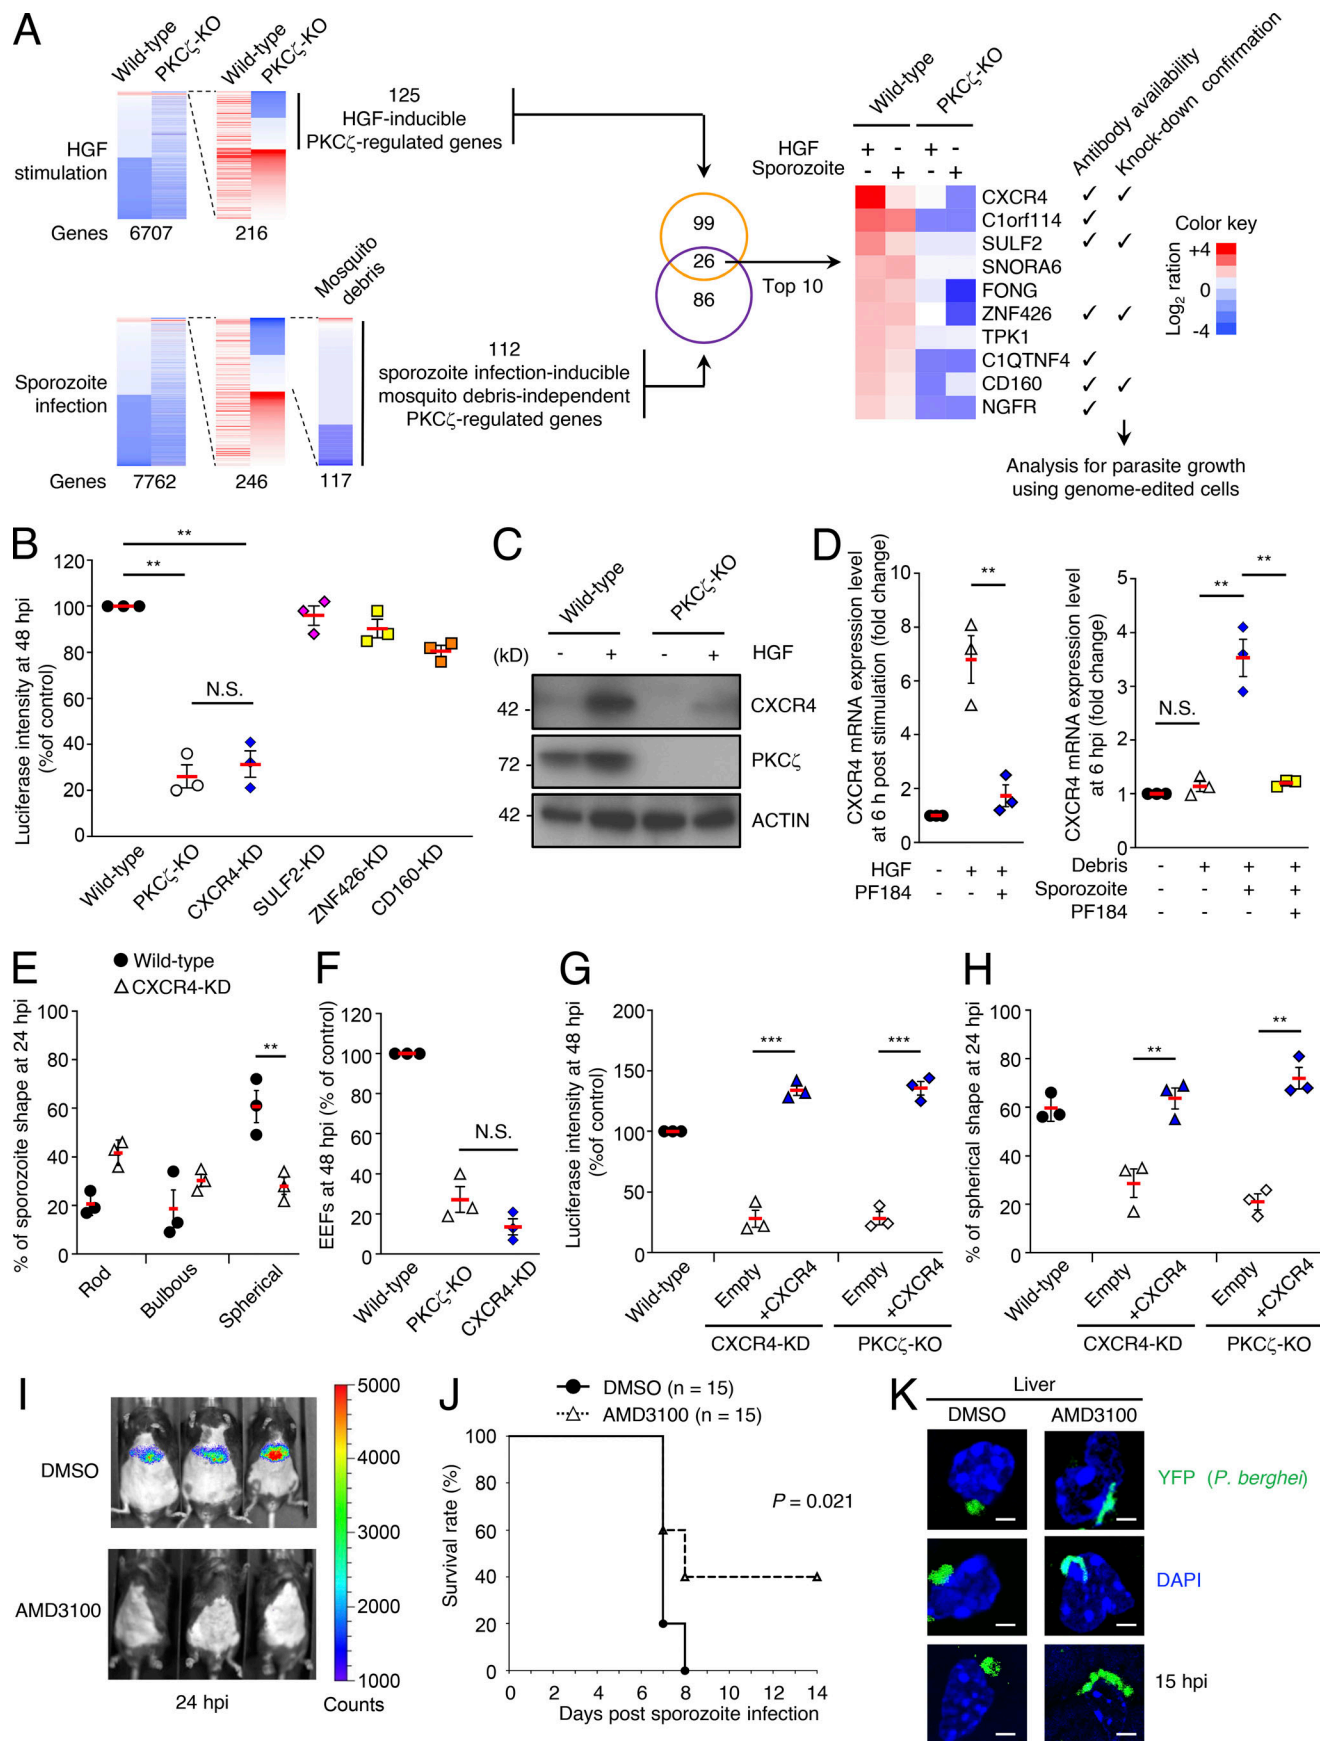 A
Wild-type
PKCζ-KO
Wild-type
PKCζ-KO
HGF
stimulation
125
HGF-inducible
PKCζ-regulated genes
Genes
6707
216
Mosquito
debris
Sporozoite
infection
112
sporozoite infection-inducible
mosquito debris-independent
PKCζ-regulated genes
Genes
7762
246
117
99
26
86
Top 10
Wild-type
PKCζ-KO
Antibody availability
Knock-down confirmation
HGF + - + -
Sporozoite - + - +
CXCR4 ✓ ✓
C1orf114 ✓
SULF2 ✓ ✓
SNORA6
FONG
ZNF426 ✓ ✓
TPK1
C1QTNF4 ✓
CD160 ✓ ✓
NGFR ✓
Color key
Log2 ration
+4
0
-4
Analysis for parasite growth
using genome-edited cells
B
Luciferase intensity at 48 hpi
(%of control)
120
100
80
60
40
20
0
**
**
N.S.
Wild-type
PKCζ-KO
CXCR4-KD
SULF2-KD
ZNF426-KD
CD160-KD
C
Wild-type
PKCζ-KO
(kD) - + - + HGF
42 - CXCR4
72 - PKCζ
42 - ACTIN
D
CXCR4 mRNA expression level
at 6 h post stimulation (fold change)
10
8
6
4
2
0
**
HGF - + +
PF184 - - +
CXCR4 mRNA expression level
at 6 hpi (fold change)
5
4
3
2
1
0
N.S.
**
**
Debris - + + +
Sporozoite - - + +
PF184 - - - +
E
Wild-type
CXCR4-KD
% of sporozoite shape at 24 hpi
100
80
60
40
20
0
**
Rod
Bulbous
Spherical
F
EEFs at 48 hpi (% of control)
120
100
80
60
40
20
0
N.S.
Wild-type
PKCζ-KO
CXCR4-KD
G
Luciferase intensity at 48 hpi
(%of control)
200
150
100
50
0
***
***
Wild-type
Empty
+CXCR4
Empty
+CXCR4
CXCR4-KD
PKCζ-KO
H
% of spherical shape at 24 hpi
100
80
60
40
20
0
**
**
Wild-type
Empty
+CXCR4
Empty
+CXCR4
CXCR4-KD
PKCζ-KO
I
DMSO
AMD3100
24 hpi
5000
4000
3000
2000
1000
Counts
J
DMSO (n = 15)
AMD3100 (n = 15)
Survival rate (%)
100
80
60
40
20
0
P = 0.021
0 2 4 6 8 10 12 14
Days post sporozoite infection
K
Liver
DMSO
AMD3100
YFP (P. berghei)
DAPI
15 hpi